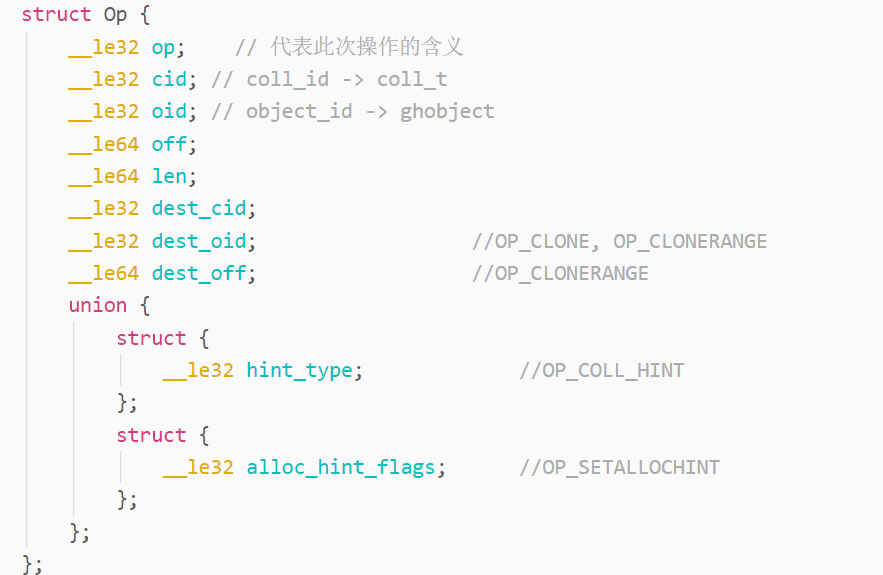 struct Op {
    __le32 op;    // 代表此次操作的含义
    __le32 cid; // coll_id -> coll_t
    __le32 oid; // object_id -> ghobject
    __le64 off;
    __le64 len;
    __le32 dest_cid;
    __le32 dest_oid;                  //OP_CLONE, OP_CLONERANGE
    __le64 dest_off;                  //OP_CLONERANGE
    union {
        struct {
            __le32 hint_type;             //OP_COLL_HINT
        };
        struct {
            __le32 alloc_hint_flags;      //OP_SETALLOCHINT
        };
    };
};